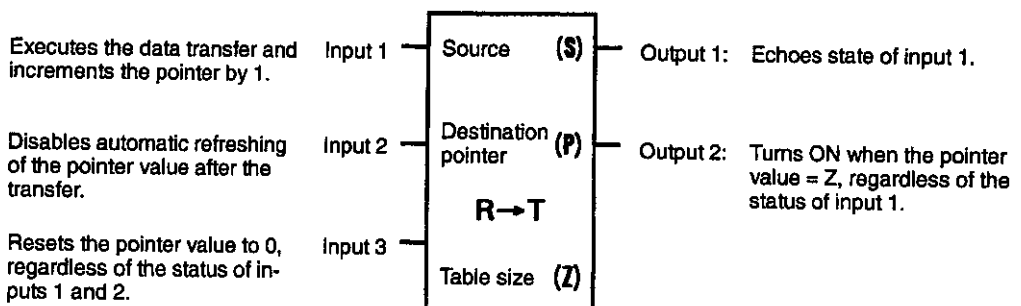 Executes the data transfer and
increments the pointer by 1.
Input 1
Source (S)
Output 1: Echoes state of input 1.
Disables automatic refreshing
of the pointer value after the
transfer.
Input 2
Destination
pointer (P)
Output 2: Turns ON when the pointer
value = Z, regardless of the
status of input 1.
R→T
Resets the pointer value to 0,
regardless of the status of in-
puts 1 and 2.
Input 3
Table size (Z)